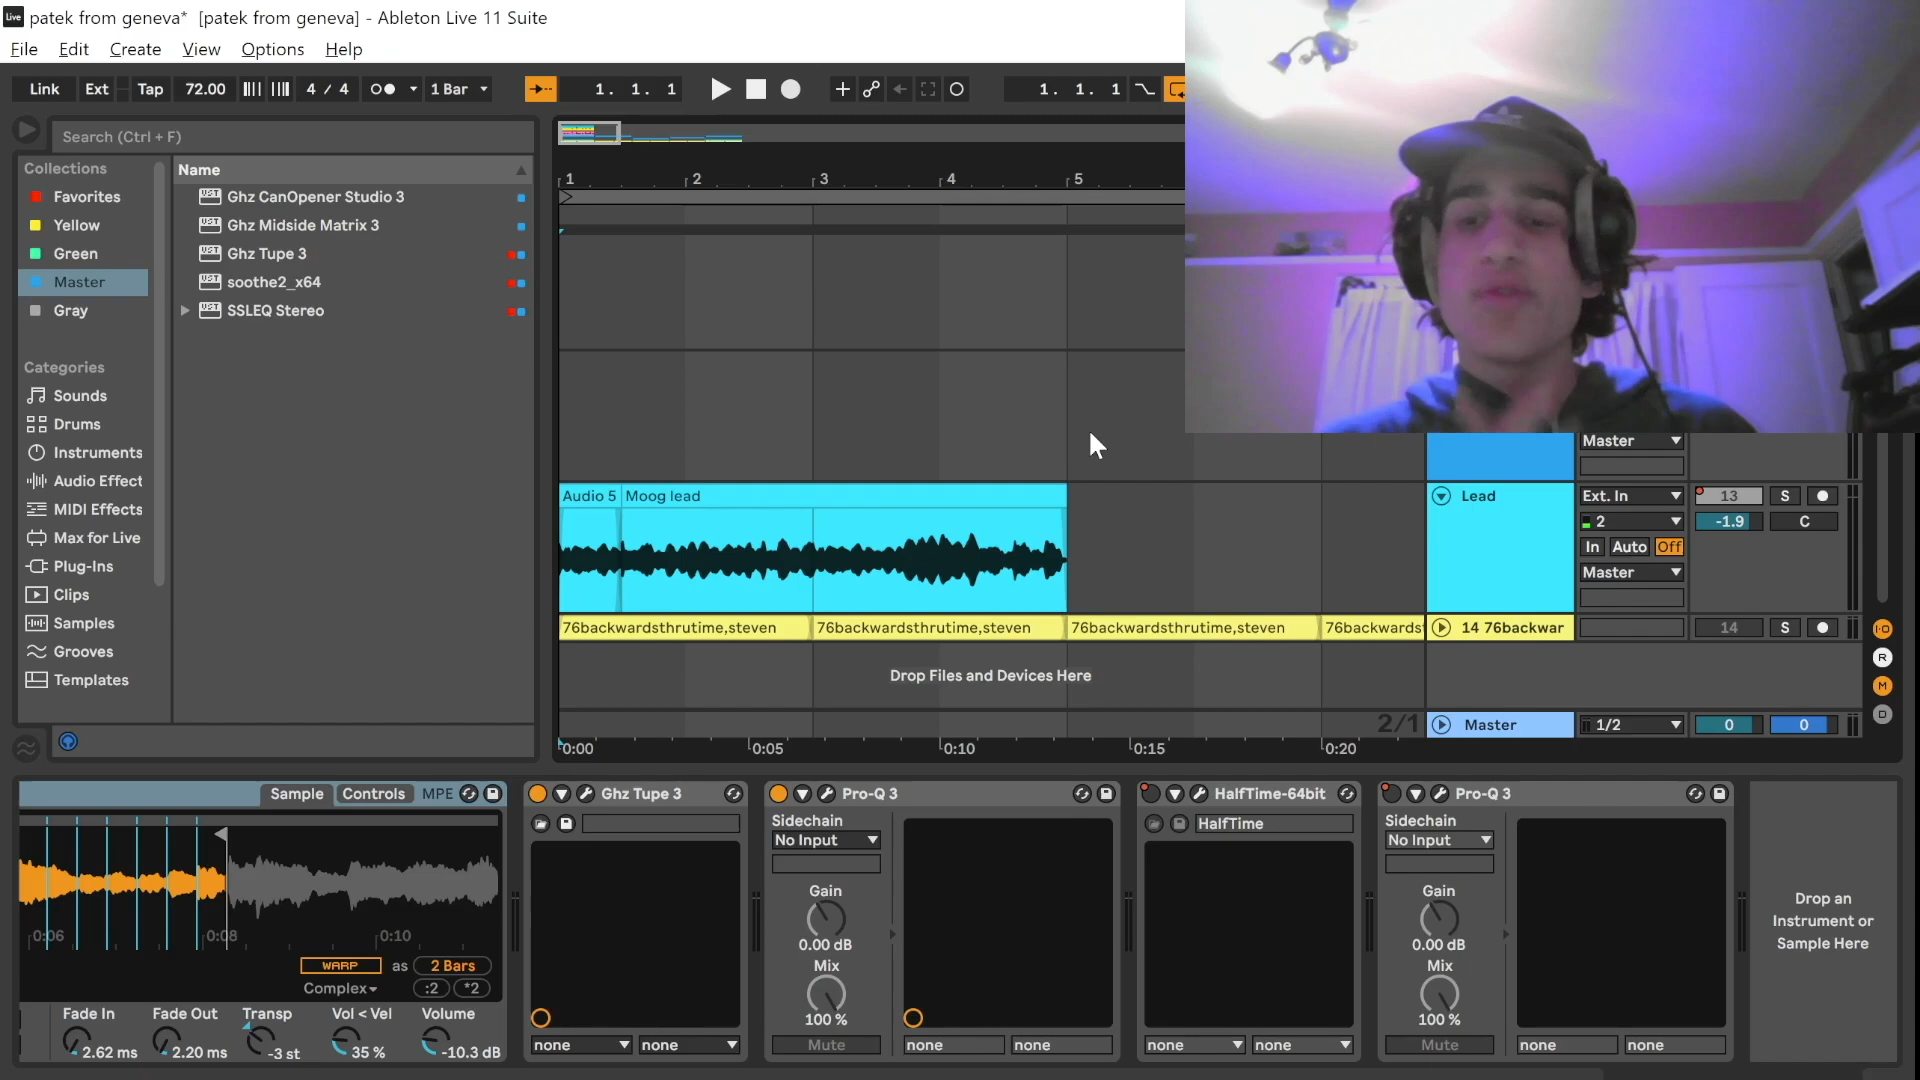 Live patek from geneva* [patek from geneva] - Ableton Live 11 Suite
File Edit Create View Options Help
Link Ext Tap 72.00 4 / 4 1 Bar 1. 1. 1 1. 1. 1
Search (Ctrl + F)
Collections
Favorites
Yellow
Green
Master
Gray
Categories
Sounds
Drums
Instruments
Audio Effect
MIDI Effects
Max for Live
Plug-Ins
Clips
Samples
Grooves
Templates
Name
VST Ghz CanOpener Studio 3
VST Ghz Midside Matrix 3
VST Ghz Tupe 3
VST soothe2_x64
VST SSLEQ Stereo
1 2 3 4 5
Master
Audio 5 Moog lead
Lead Ext. In 13 S
2 -1.9 C
In Auto Off
Master
76backwardsthrutime,steven 76backwardsthrutime,steven 76backwardsthrutime,steven 76backwards 14 76backwar 14 S
Drop Files and Devices Here
2/1 Master 1/2 0 0
0:00 0:05 0:10 0:15 0:20
R
M
D
Sample Controls MPE
0:06 0:08 0:10
WARP as 2 Bars
Complex :2 *2
Fade In Fade Out Transp Vol < Vel Volume
2.62 ms 2.20 ms -3 st 35 % -10.3 dB
Ghz Tupe 3
none none
Pro-Q 3
Sidechain
No Input
Gain
0.00 dB
Mix
100 %
Mute none none
HalfTime-64bit
HalfTime
none none
Pro-Q 3
Sidechain
No Input
Gain
0.00 dB
Mix
100 %
Mute none none
Drop an
Instrument or
Sample Here